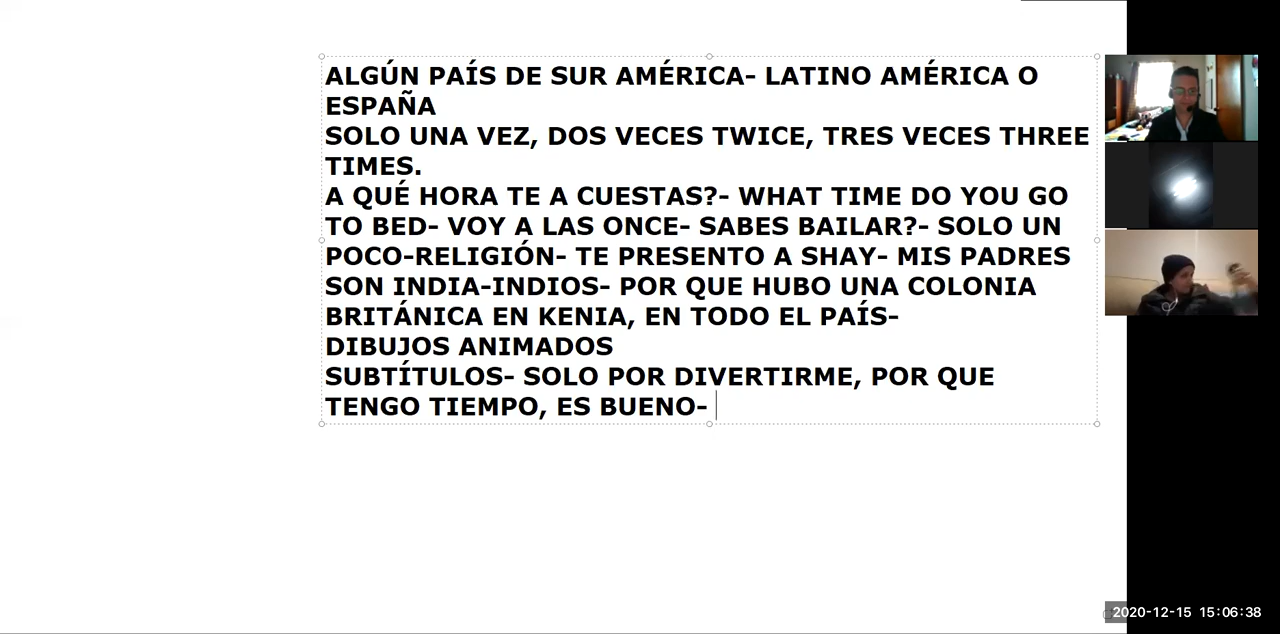 ALGÚN PAÍS DE SUR AMÉRICA- LATINO AMÉRICA O
ESPAÑA
SOLO UNA VEZ, DOS VECES TWICE, TRES VECES THREE
TIMES.
A QUÉ HORA TE A CUESTAS?- WHAT TIME DO YOU GO
TO BED- VOY A LAS ONCE- SABES BAILAR?- SOLO UN
POCO-RELIGIÓN- TE PRESENTO A SHAY- MIS PADRES
SON INDIA-INDIOS- POR QUE HUBO UNA COLONIA
BRITÁNICA EN KENIA, EN TODO EL PAÍS-
DIBUJOS ANIMADOS
SUBTÍTULOS- SOLO POR DIVERTIRME, POR QUE
TENGO TIEMPO, ES BUENO-
2020-12-15 15:06:38